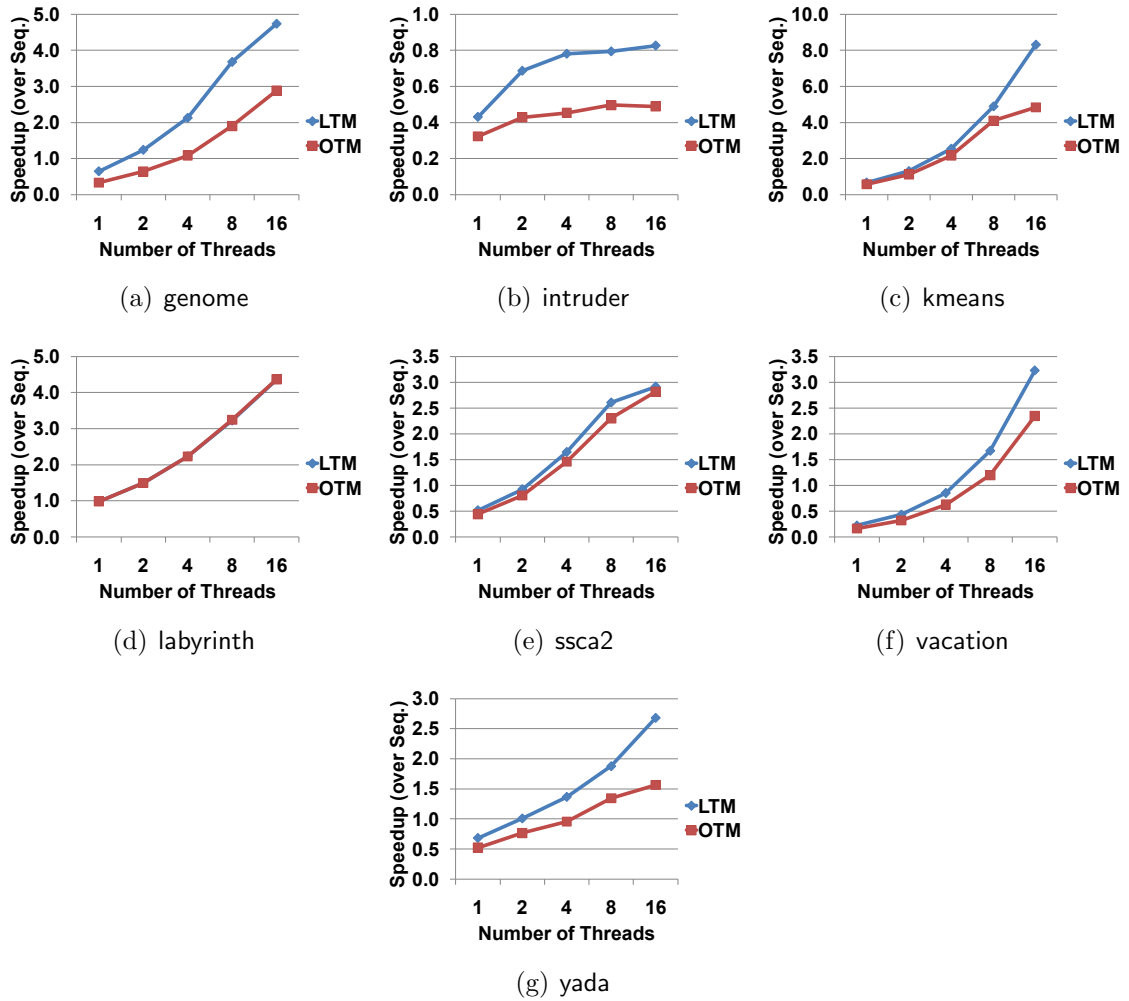 5.0
4.0
3.0
2.0
1.0
0.0
Speedup (over Seq.)
1 2 4 8 16
Number of Threads
LTM
OTM
(a) genome
1.0
0.8
0.6
0.4
0.2
0.0
Speedup (over Seq.)
1 2 4 8 16
Number of Threads
LTM
OTM
(b) intruder
10.0
8.0
6.0
4.0
2.0
0.0
Speedup (over Seq.)
1 2 4 8 16
Number of Threads
LTM
OTM
(c) kmeans
5.0
4.0
3.0
2.0
1.0
0.0
Speedup (over Seq.)
1 2 4 8 16
Number of Threads
LTM
OTM
(d) labyrinth
3.5
3.0
2.5
2.0
1.5
1.0
0.5
0.0
Speedup (over Seq.)
1 2 4 8 16
Number of Threads
LTM
OTM
(e) ssca2
3.5
3.0
2.5
2.0
1.5
1.0
0.5
0.0
Speedup (over Seq.)
1 2 4 8 16
Number of Threads
LTM
OTM
(f) vacation
3.0
2.5
2.0
1.5
1.0
0.5
0.0
Speedup (over Seq.)
1 2 4 8 16
Number of Threads
LTM
OTM
(g) yada